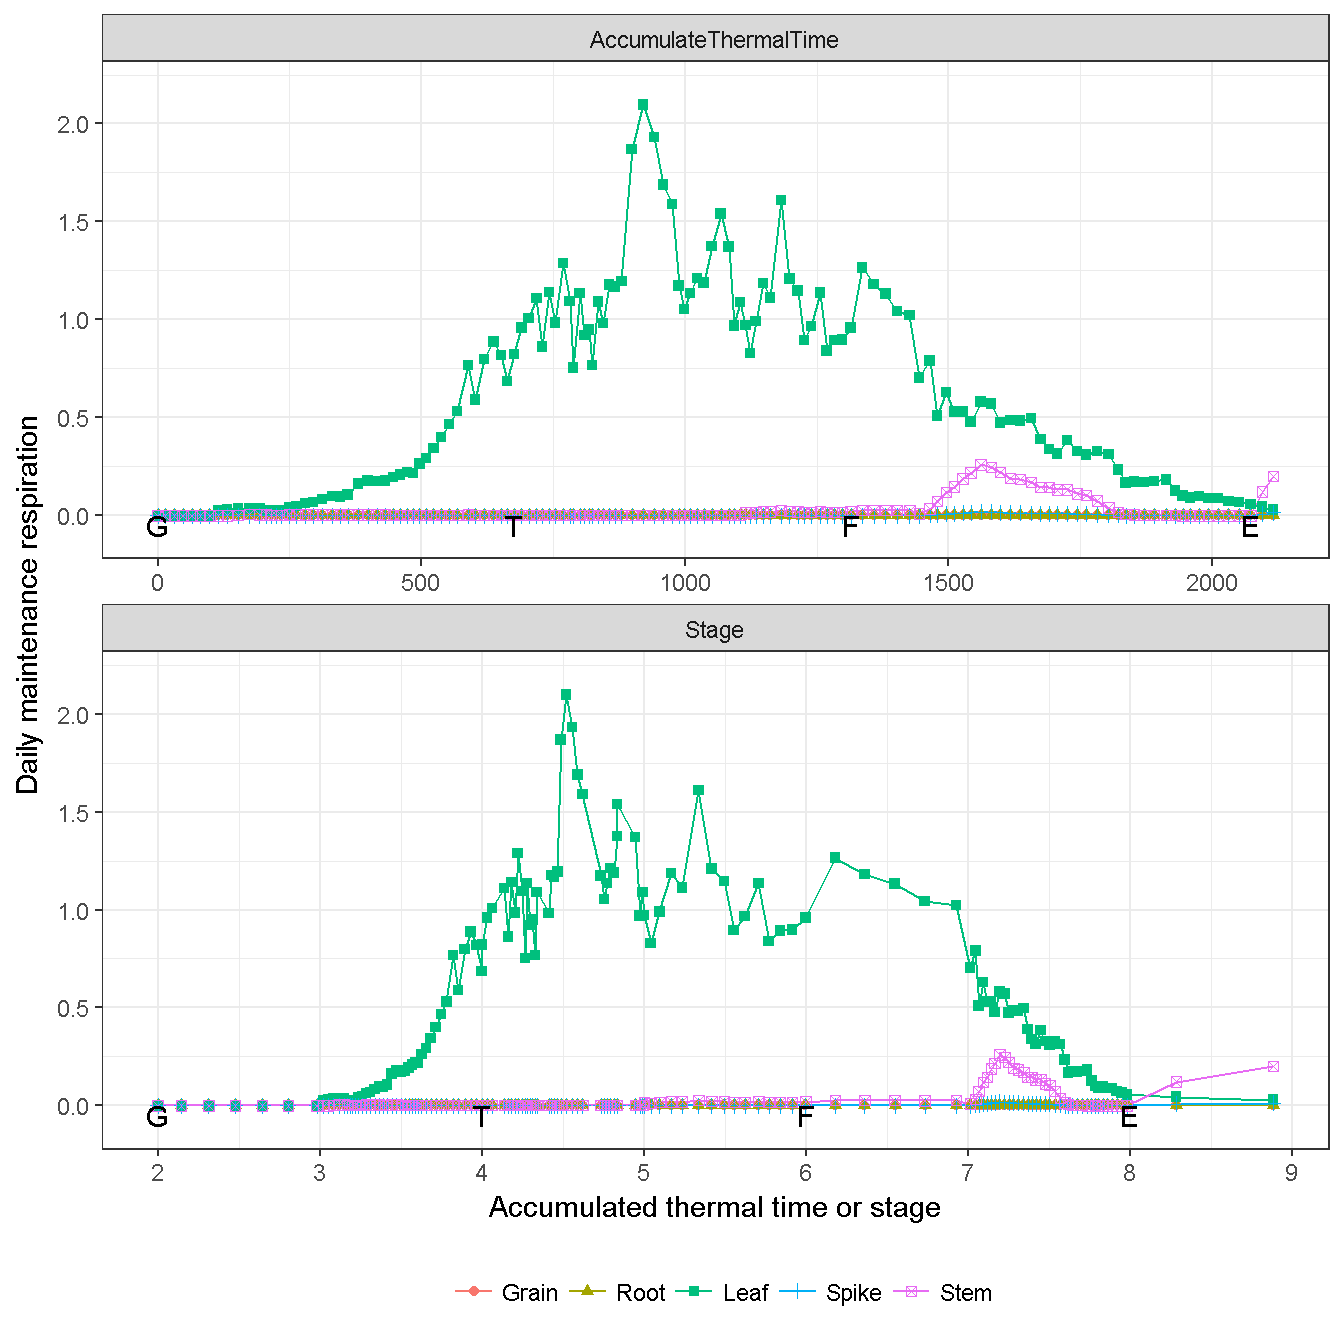 AccumulateThermalTime
2.0
1.5
1.0
0.5
0.0
G T F E
0 500 1000 1500 2000
Stage
2.0
1.5
1.0
0.5
0.0
G T F E
2 3 4 5 6 7 8 9
Daily maintenance respiration
Accumulated thermal time or stage
Grain Root Leaf Spike Stem